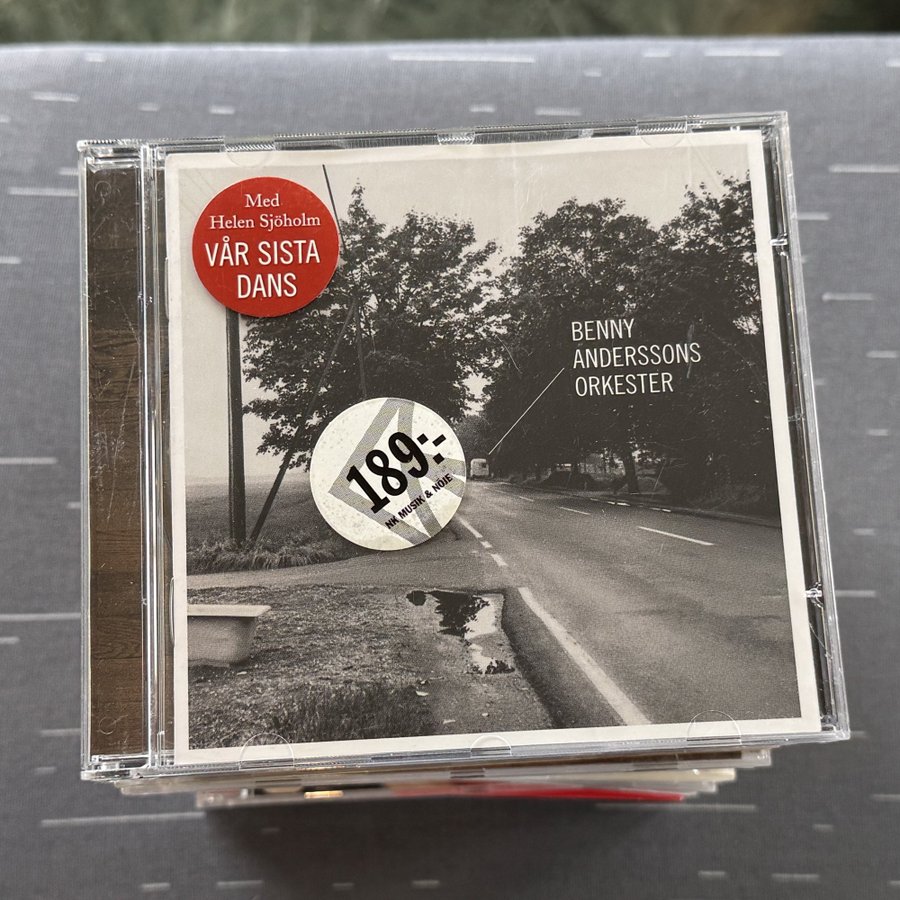 Med
Helen Sjöholm
VÅR SISTA
DANS
BENNY
ANDERSSONS
ORKESTER
189:-
NK MUSIK & NÖJE